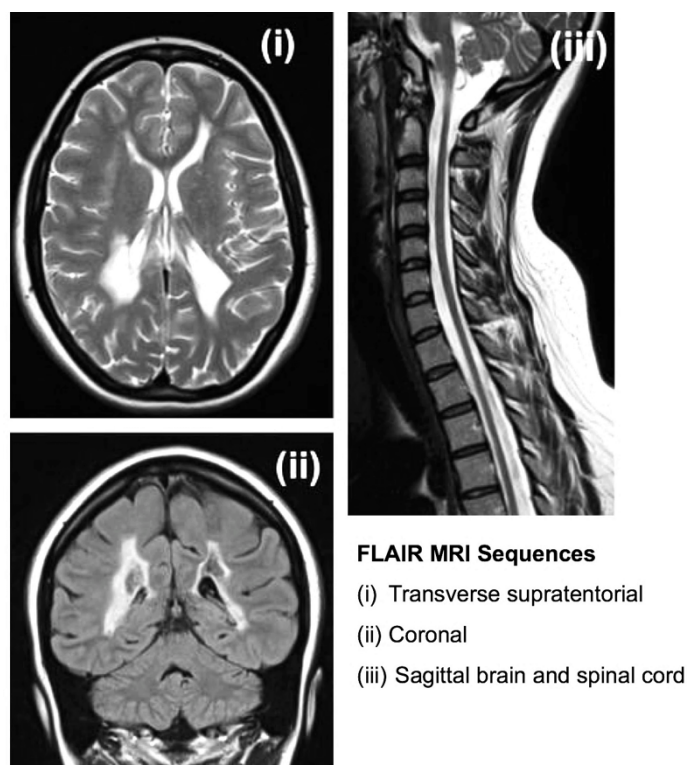 (i)
(iii)
(ii)
FLAIR MRI Sequences
(i) Transverse supratentorial
(ii) Coronal
(iii) Sagittal brain and spinal cord